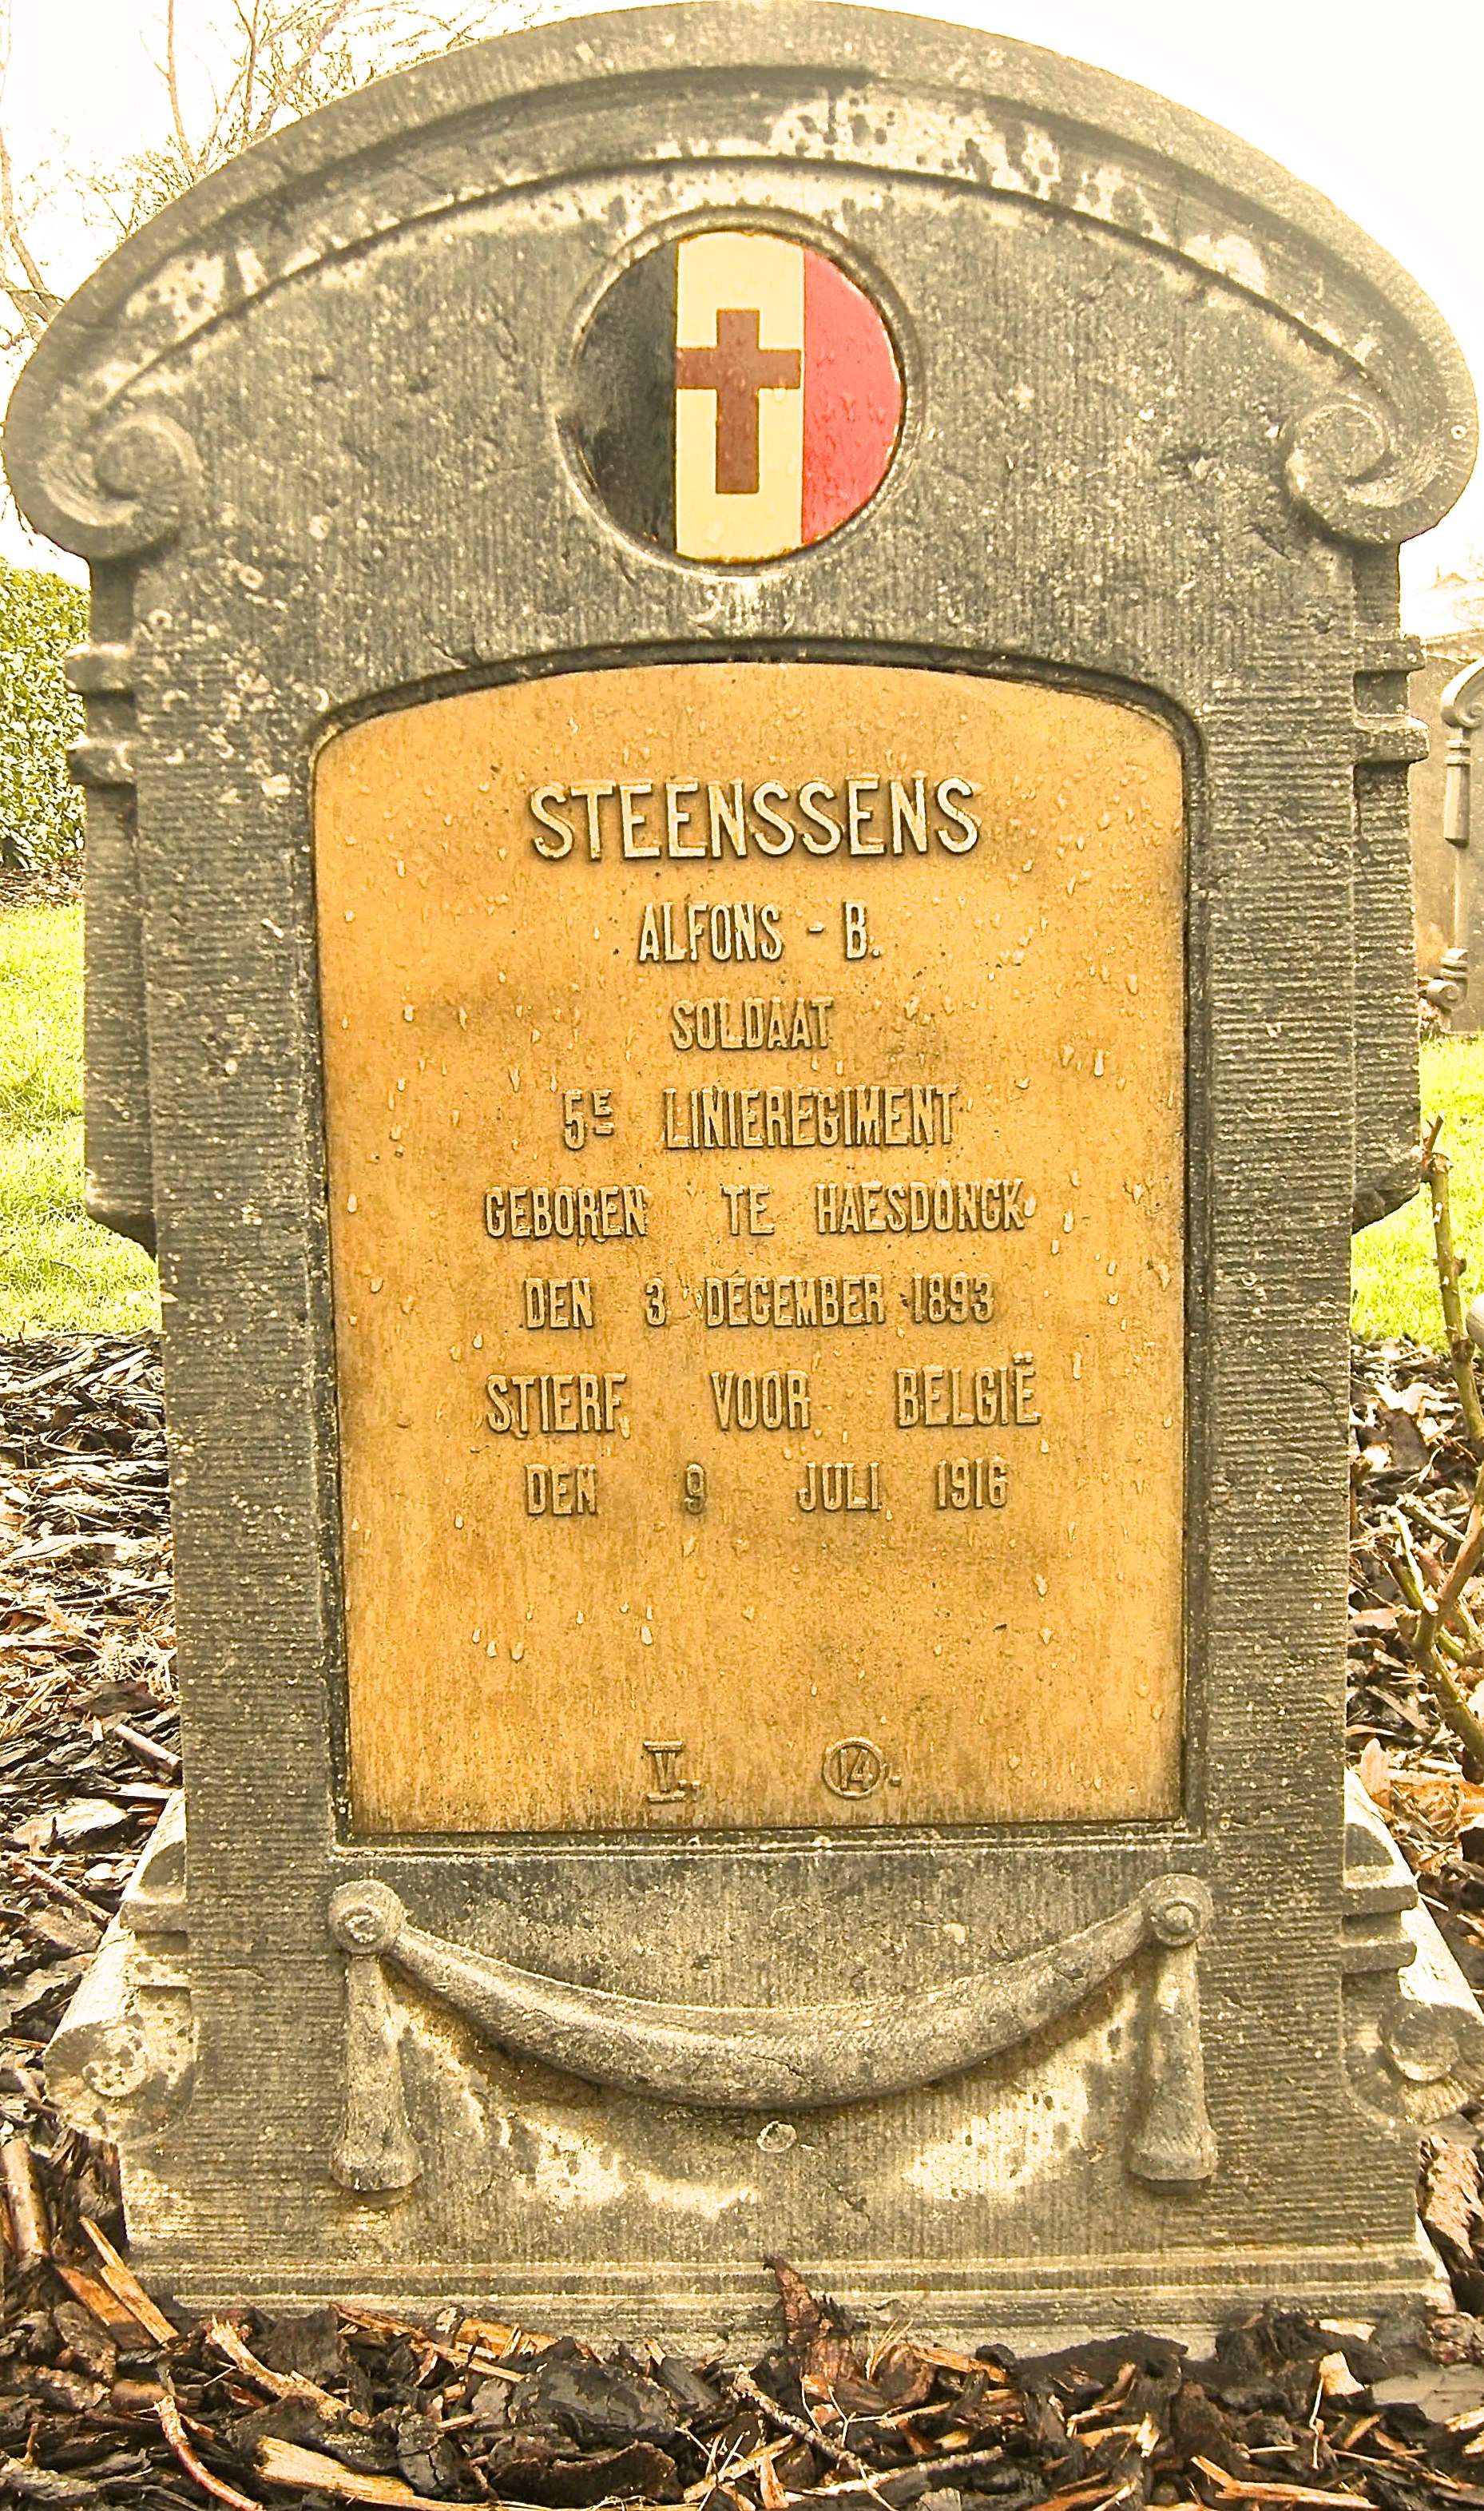 STEENSSENS
ALFONS - B.
SOLDAAT
5E LINIEREGIMENT
GEBOREN TE HAESDONCK
DEN 3 DECEMBER 1893
STIERF VOOR BELGIË
DEN 9 JULI 1916
V. 14.